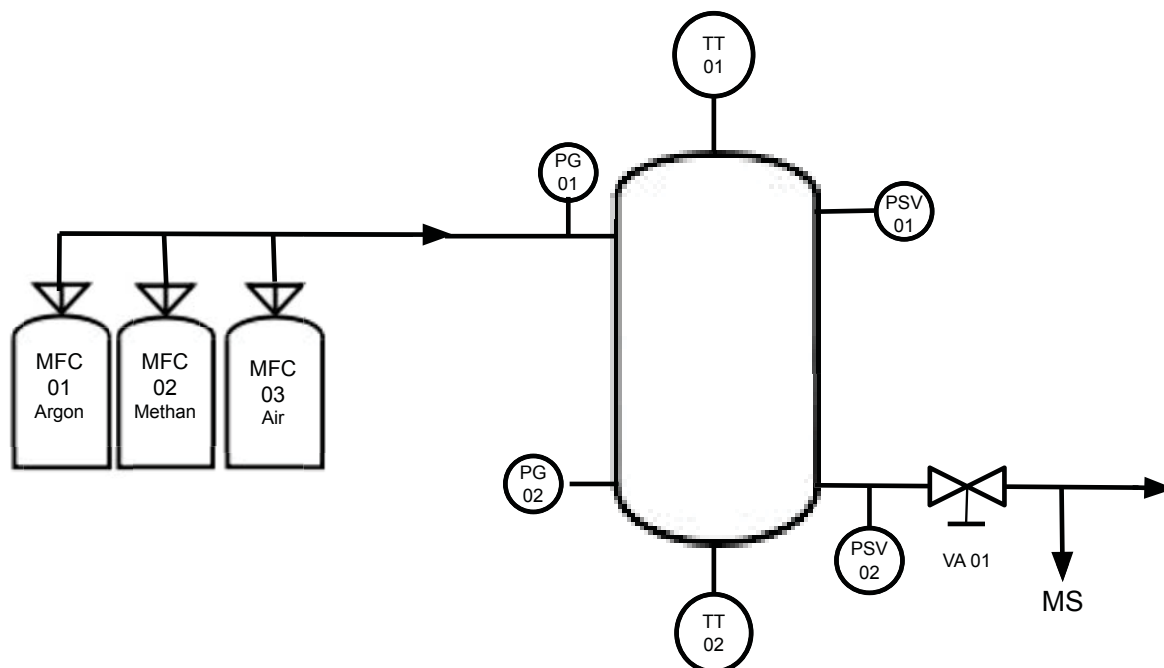 TT
01
PG
01
PSV
01
MFC
01
Argon
MFC
02
Methan
MFC
03
Air
PG
02
PSV
02
VA 01
MS
TT
02